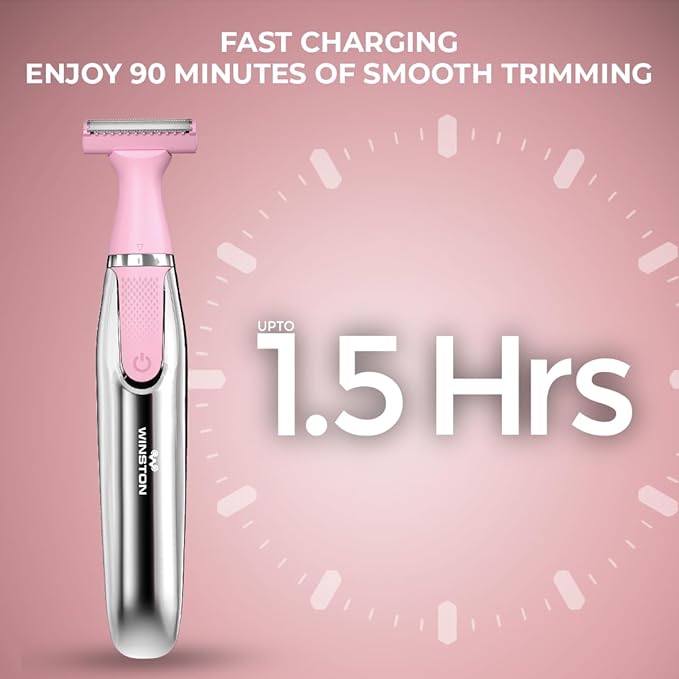 FAST CHARGING
ENJOY 90 MINUTES OF SMOOTH TRIMMING
UPTO
1.5 Hrs
WINSTON